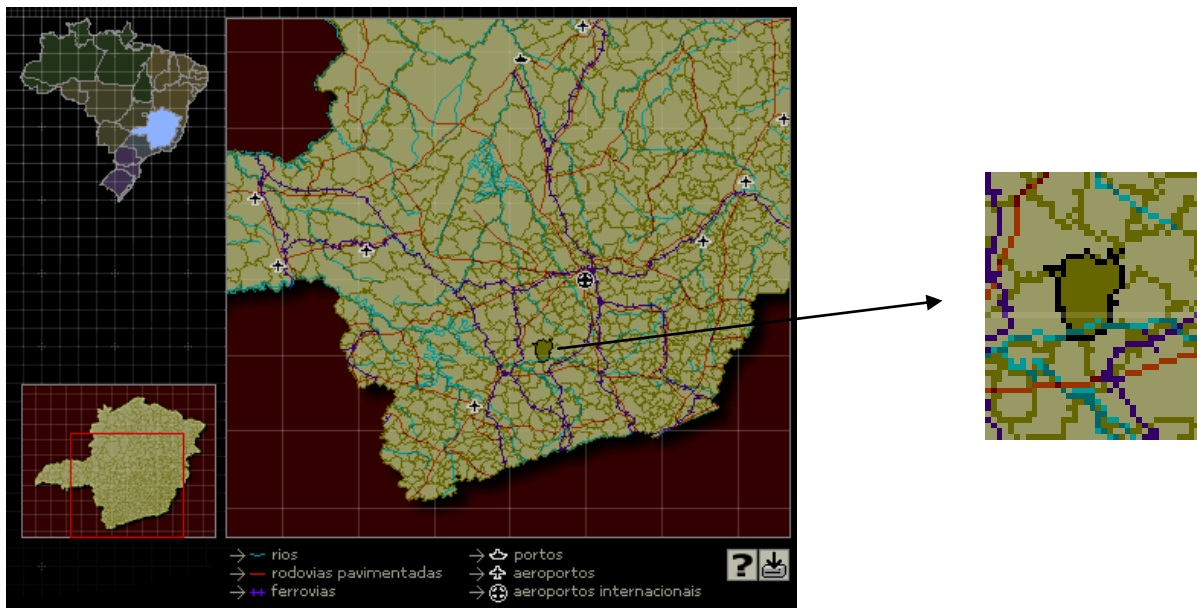 rios
rodovias pavimentadas
ferrovias
portos
aeroportos
aeroportos internacionais
?